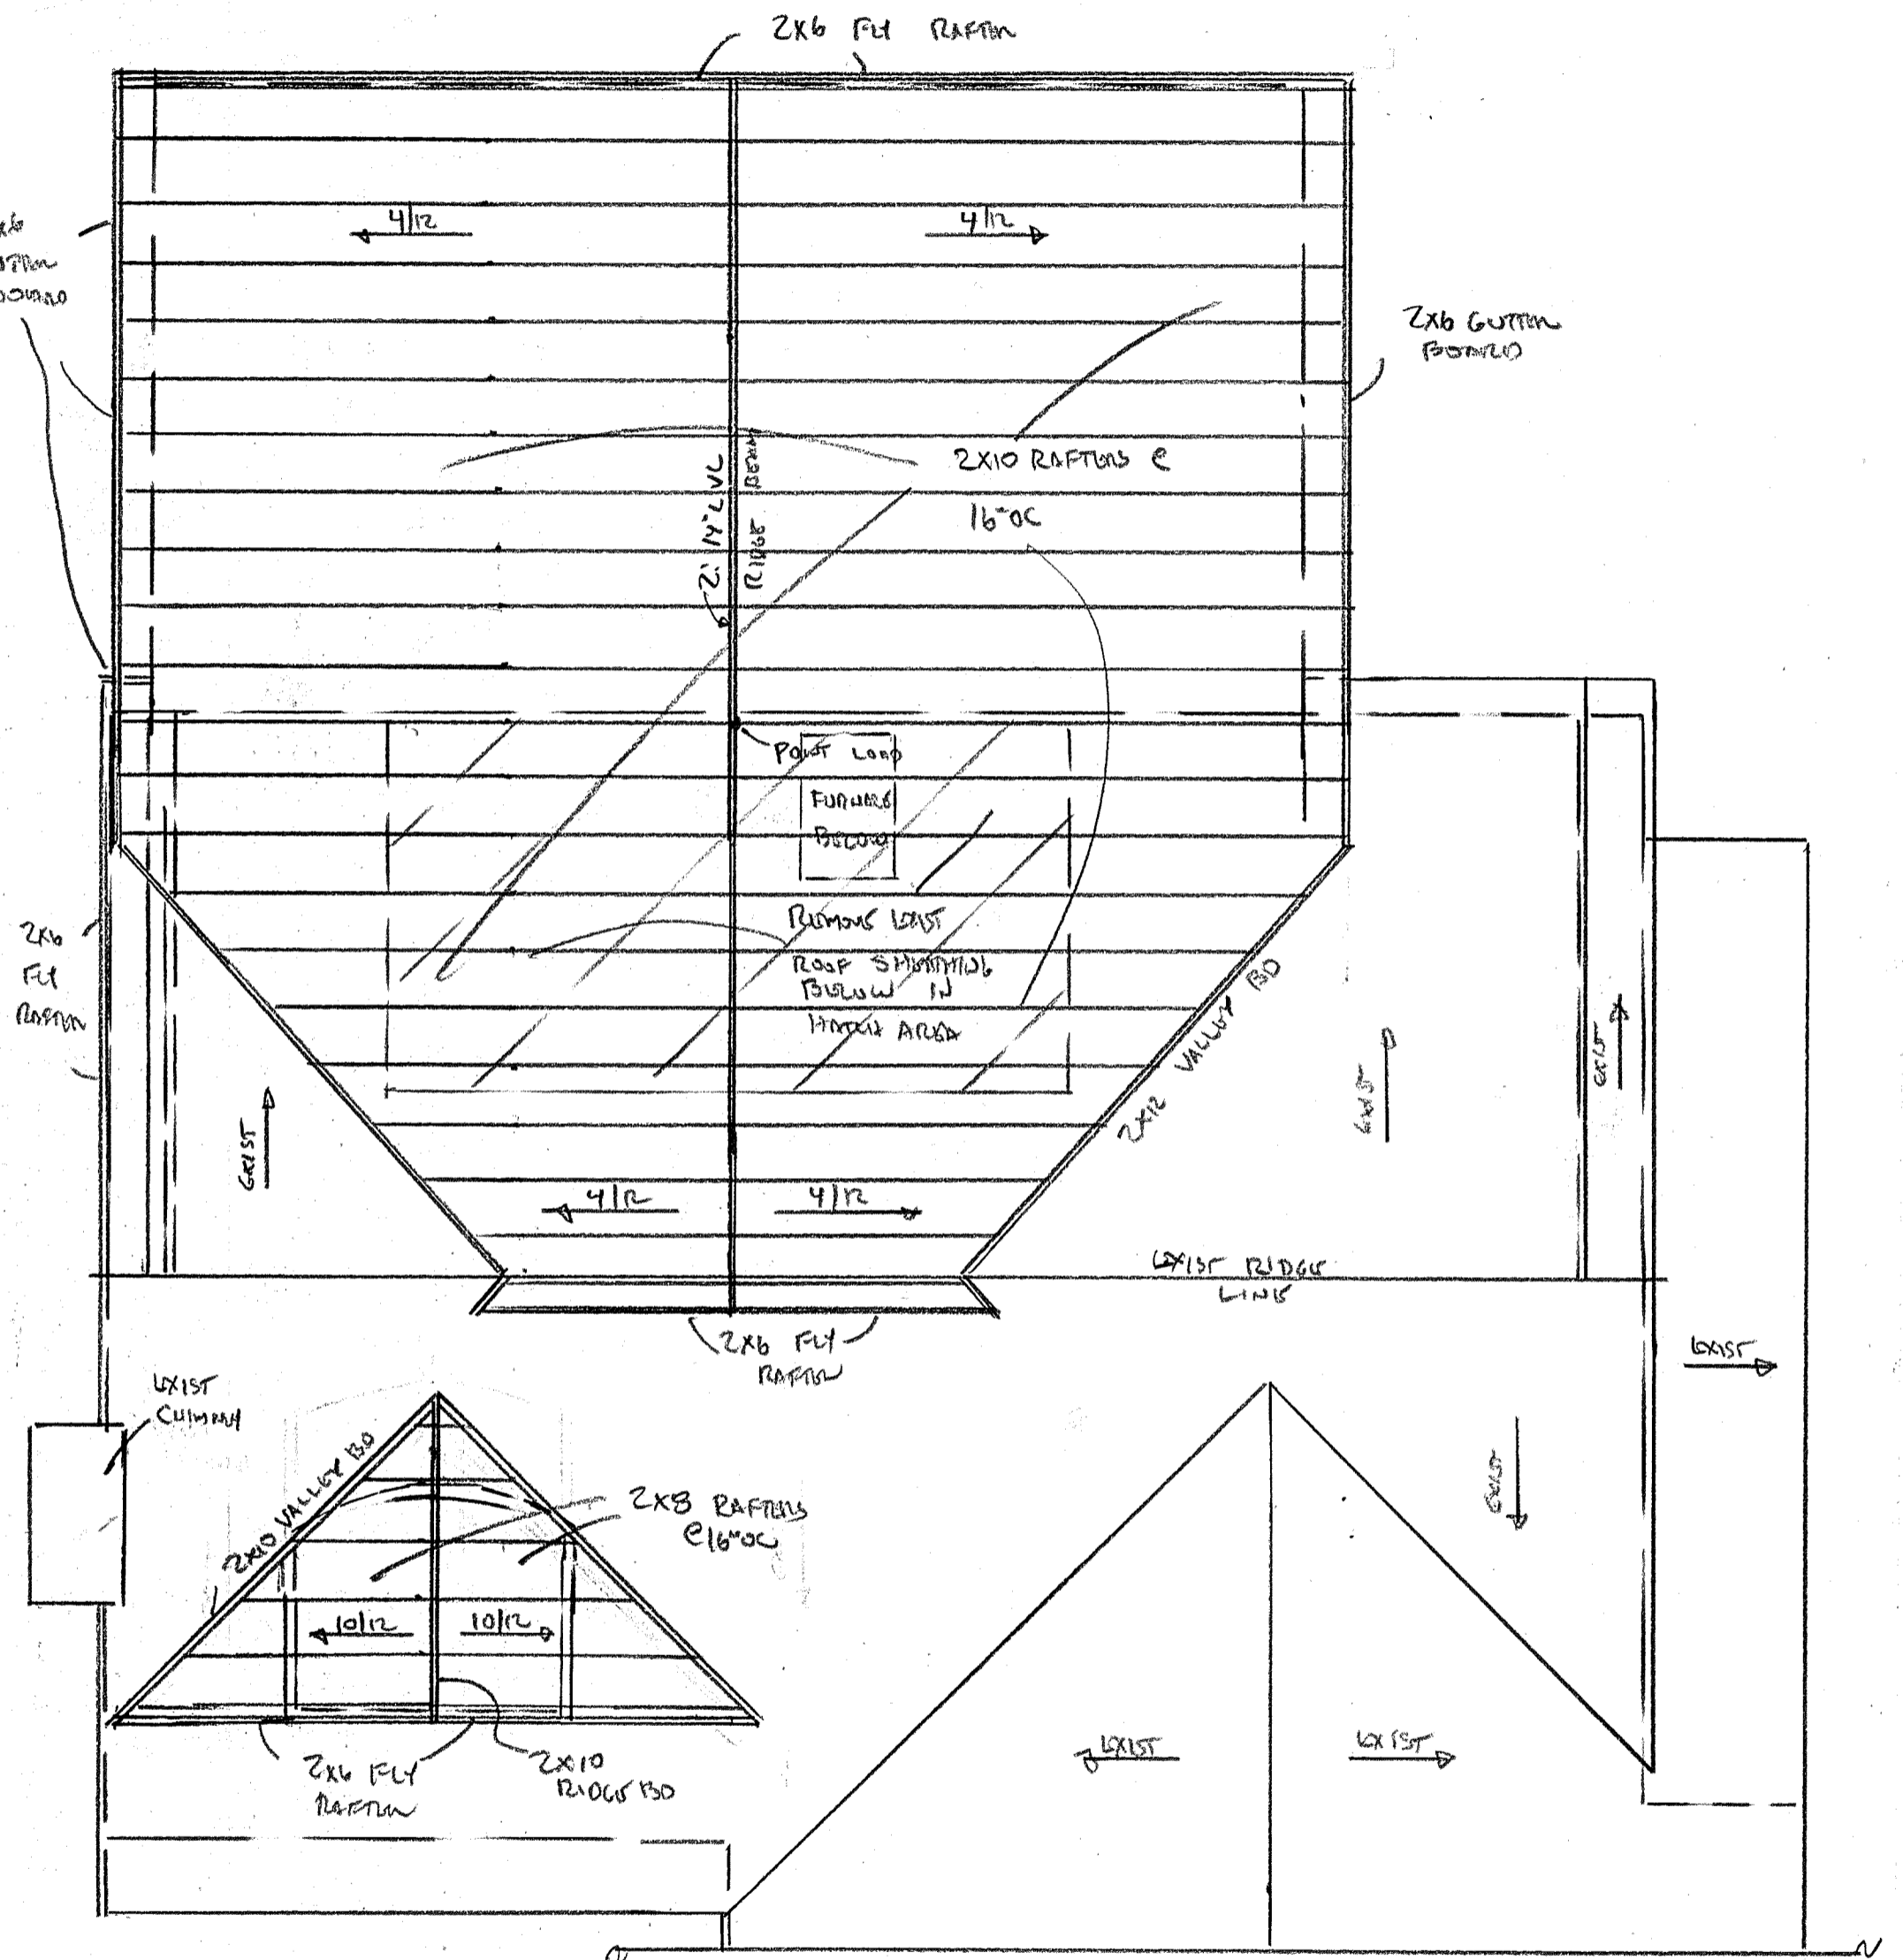 2X6 FLY RAFTER
4/12
4/12
X6
2X6 GUTTER
BOARD
2X10 RAFTERS @
16"OC
2: 14" LVL
RIDGE BEAM
POINT LOAD
FURNACE
BELOW
REMOVE EXIST
ROOF SHEATHING
BELOW IN
HATCH AREA
2X6
FLY
RAFTER
2X12 VALLEY BD
EXIST
EXIST
EXIST
4/12
4/12
EXIST RIDGE
LINE
2X6 FLY
RAFTER
EXIST
EXIST
CHIMNEY
2X10 VALLEY BD
2X8 RAFTERS
@16"OC
EXIST
10/12
10/12
2X6 FLY
RAFTER
2X10
RIDGE BD
EXIST
EXIST